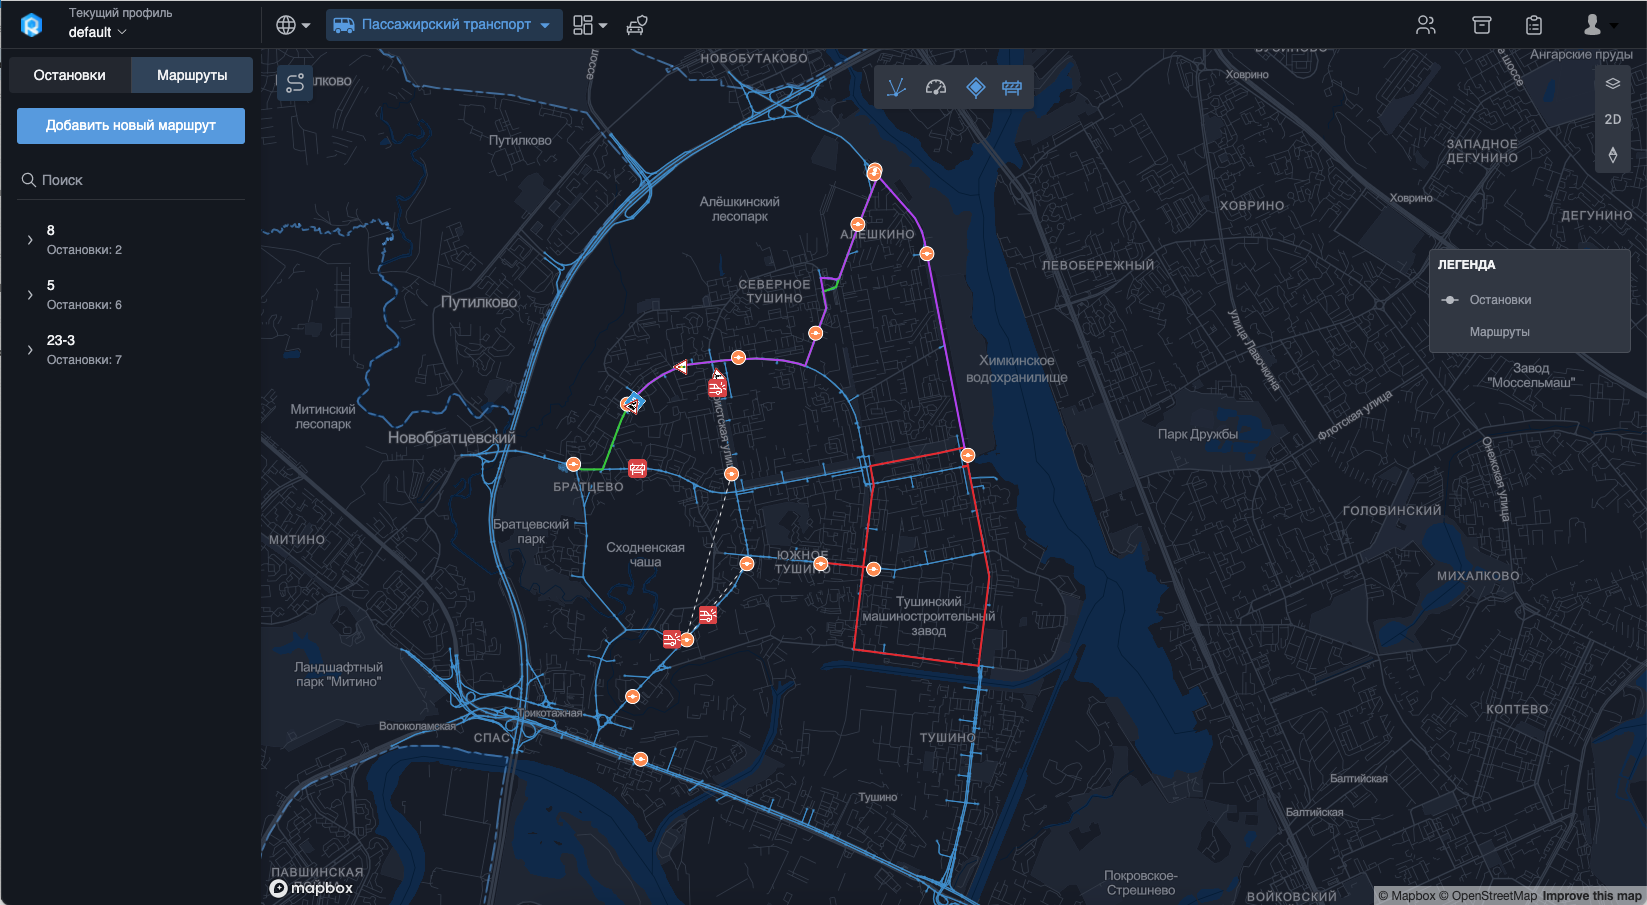 Текущий профиль
default
Пассажирский транспорт
Остановки
Маршруты
Добавить новый маршрут
Поиск
8
Остановки: 2
5
Остановки: 6
23-3
Остановки: 7
2D
ЛЕГЕНДА
Остановки
Маршруты
НОВОБУТАКОВО
Ангарские пруды
Ховрино
шоссе
шоссе
Путилково
ЗАПАДНОЕ
ДЕГУНИНО
Алёшкинский
лесопарк
ХОВРИНО
Ховрино
ДЕГУНИНО
АЛЕШКИНО
ЛЕВОБЕРЕЖНЫЙ
СЕВЕРНОЕ
ТУШИНО
Путилково
улица Лавочкина
Химкинское
водохранилище
Завод
"Моссельмаш"
Митинский
лесопарк
Флотская улица
Новобратцевский
Парк Дружбы
Онежская улица
БРАТЦЕВО
ГОЛОВИНСКИЙ
Братцевский
парк
МИТИНО
Сходненская
чаша
ЮЖНОЕ
ТУШИНО
МИХАЛКОВО
Тушинский
машиностроительный
завод
Ландшафтный
парк "Митино"
Трикотажная
Волоколамская
СПАС
ТУШИНО
КОПТЕВО
Балтийская
Тушино
Балтийская
ПАВШИНСКАЯ
Покровское-
Стрешнево
ВОЙКОВСКИЙ
mapbox
© Mapbox © OpenStreetMap Improve this map